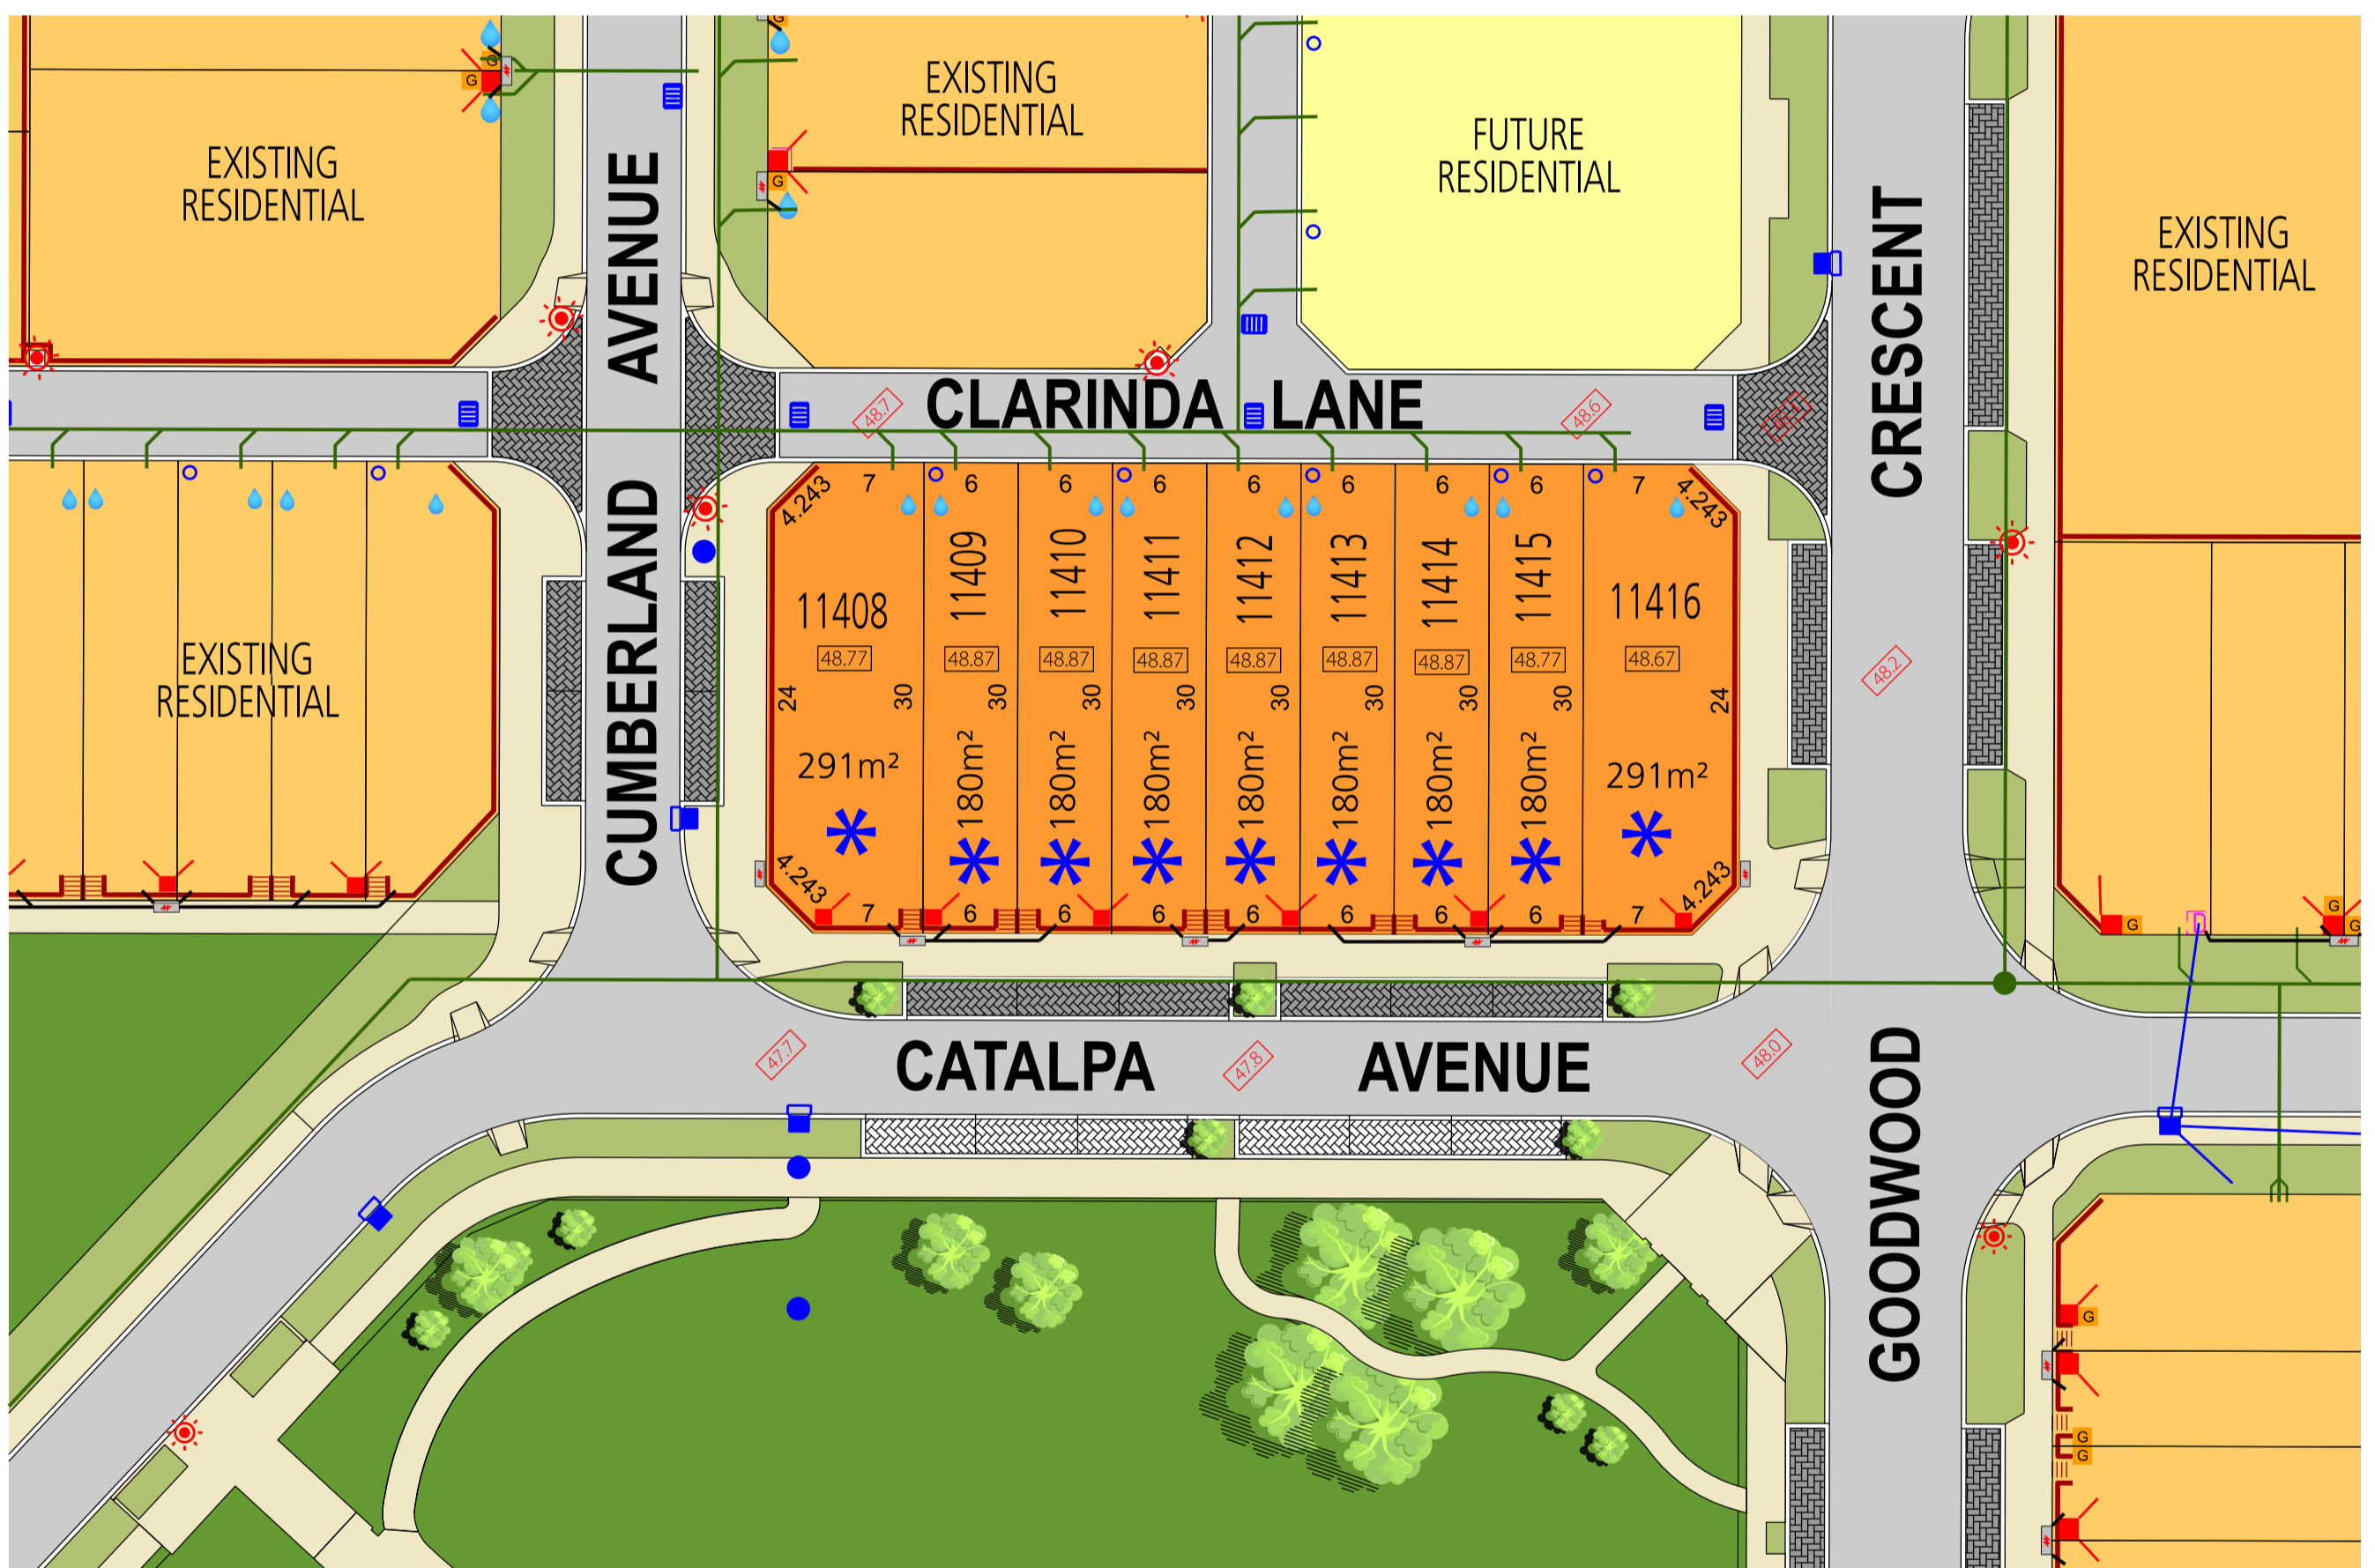 G
G
G
G
G
EXISTING
RESIDENTIAL
EXISTING
RESIDENTIAL
FUTURE
RESIDENTIAL
EXISTING
RESIDENTIAL
CUMBERLAND AVENUE
CLARINDA LANE
GOODWOOD CRESCENT
48.7
48.6
4.243
7
6
6
6
6
6
6
6
7
4.243
11408
11409
11410
11411
11412
11413
11414
11415
11416
48.77
48.87
48.87
48.87
48.87
48.87
48.87
48.77
48.67
EXISTING
RESIDENTIAL
48.2
24
30
30
30
30
30
30
30
30
24
291m²
180m²
180m²
180m²
180m²
180m²
180m²
180m²
291m²
4.243
7
6
6
6
6
6
6
6
7
4.243
G
G
G
CATALPA AVENUE
47.7
47.8
48.0
G
G
G